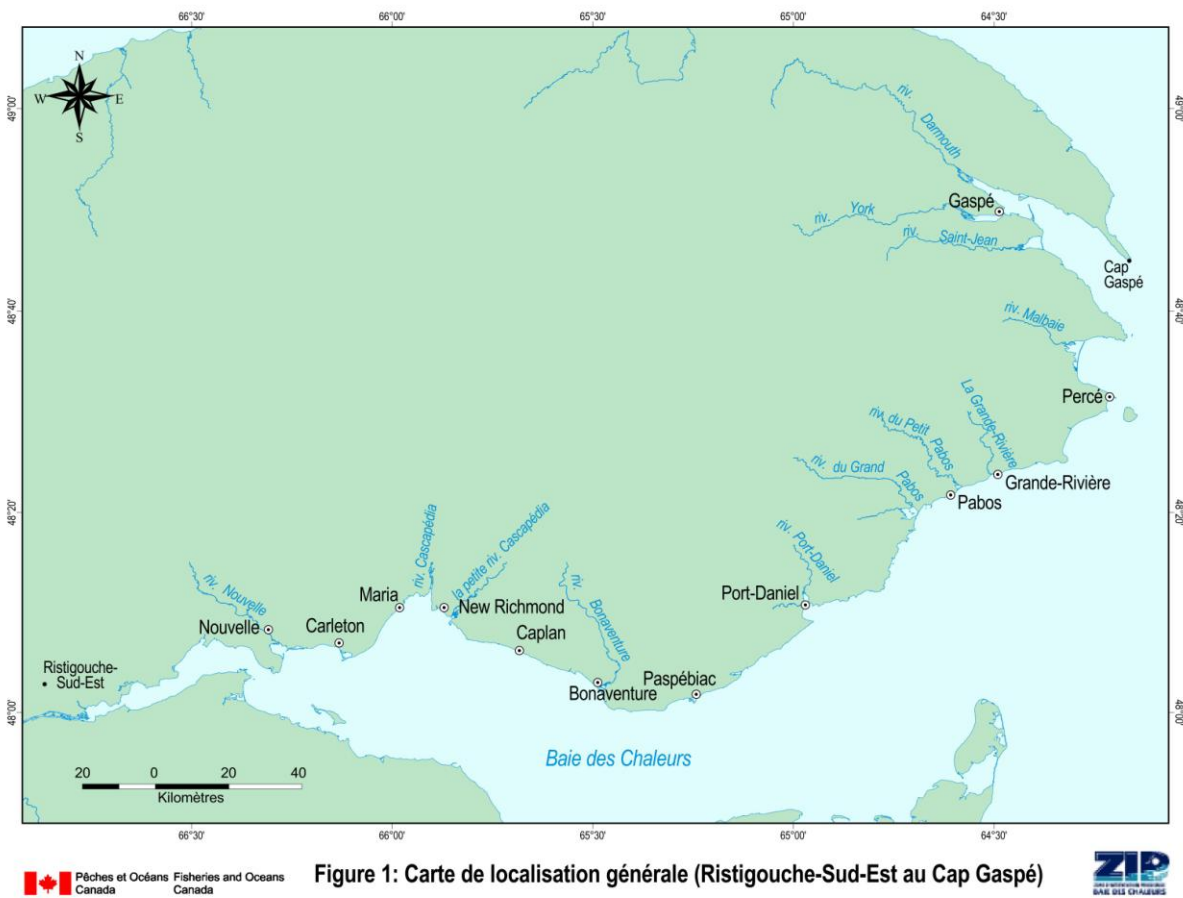 66°30'
66°00'
65°30'
65°00'
64°30'
N
W E
S
49°00'
49°00'
riv. Darmouth
Gaspé
riv. York
riv. Saint-Jean
Cap
Gaspé
48°40'
48°40'
riv. Malbaie
Percé
La Grande-Rivière
riv. du Petit Pabos
riv. du Grand Pabos
Grande-Rivière
Pabos
48°20'
48°20'
riv. Cascapédia
la petite riv. Cascapédia
riv. Port-Daniel
riv. Nouvelle
riv. Bonaventure
Maria
New Richmond
Port-Daniel
Nouvelle
Carleton
Caplan
Ristigouche-
Sud-Est
Bonaventure
Paspébiac
48°00'
48°00'
Baie des Chaleurs
20 0 20 40
Kilomètres
66°30'
66°00'
65°30'
65°00'
64°30'
Pêches et Océans Fisheries and Oceans
Canada Canada
Figure 1: Carte de localisation générale (Ristigouche-Sud-Est au Cap Gaspé)
ZIP
BAIE DES CHALEURS